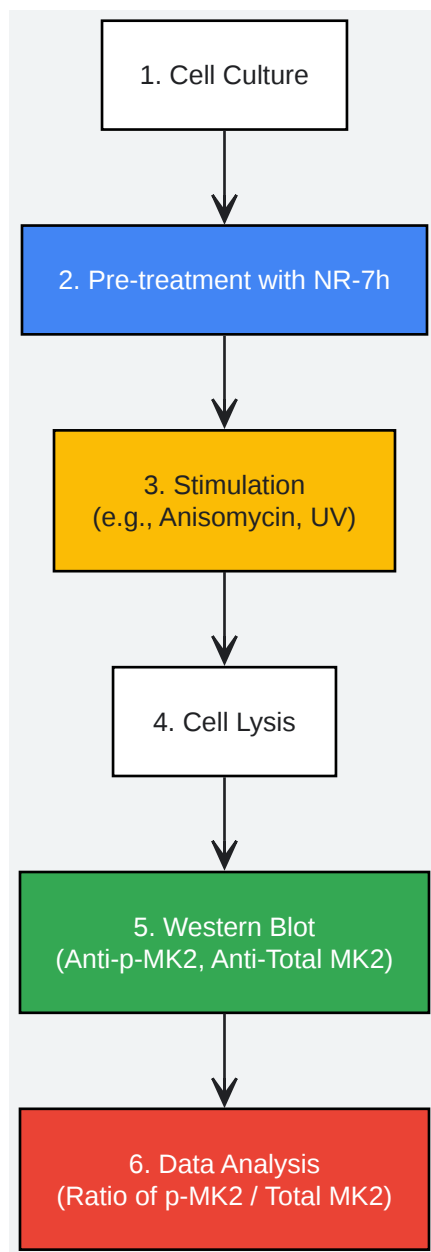 1. Cell Culture
2. Pre-treatment with NR-7h
3. Stimulation
(e.g., Anisomycin, UV)
4. Cell Lysis
5. Western Blot
(Anti-p-MK2, Anti-Total MK2)
6. Data Analysis
(Ratio of p-MK2 / Total MK2)